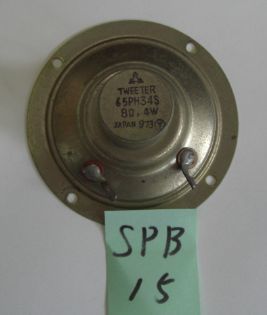 TWEETER
65PH34S
8Ω, 4W
JAPAN 973
SPB
15